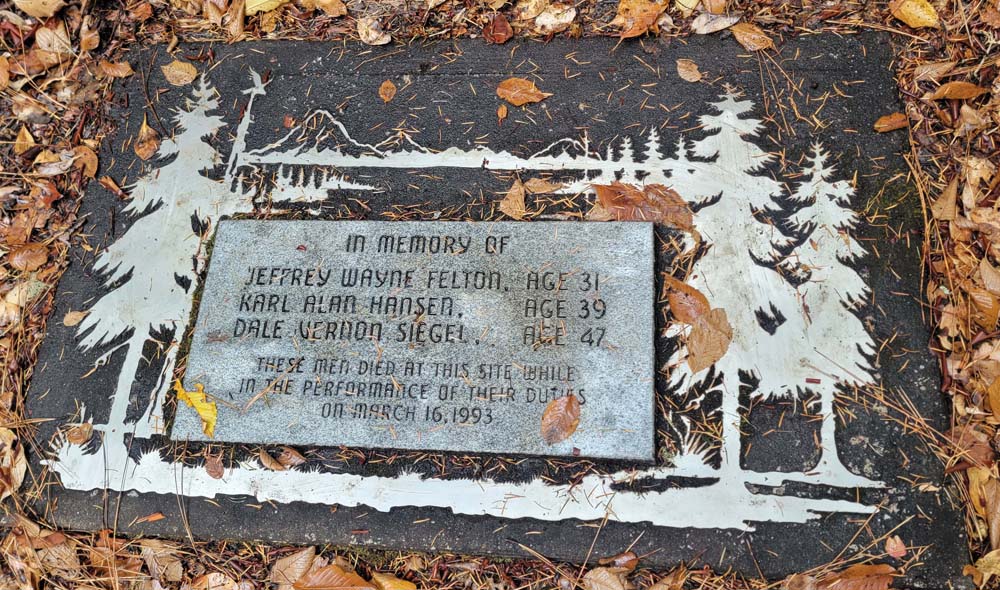 IN MEMORY OF
JEFFREY WAYNE FELTON, AGE 31
KARL ALAN HANSEN, AGE 39
DALE VERNON SIEGEL, AGE 47
THESE MEN DIED AT THIS SITE WHILE
IN THE PERFORMANCE OF THEIR DUTIES
ON MARCH 16, 1993